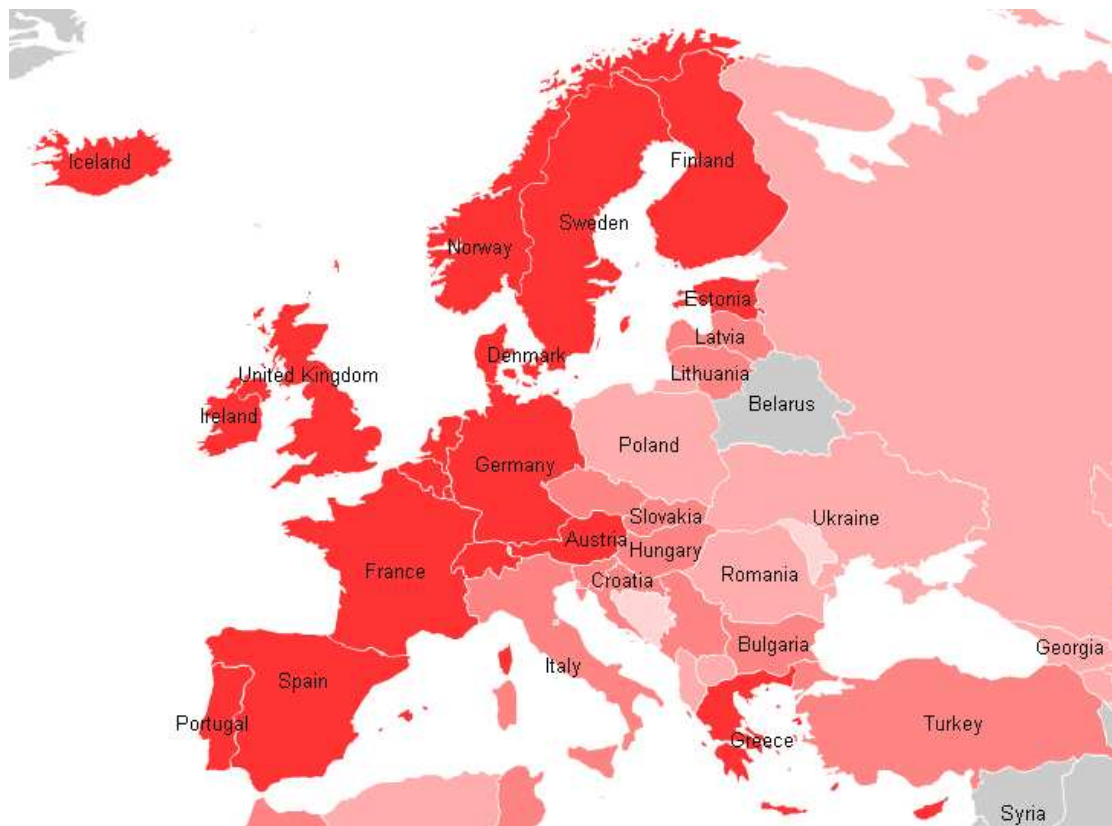 Iceland
Finland
Sweden
Norway
Estonia
Latvia
Denmark
Lithuania
United Kingdom
Belarus
Ireland
Poland
Germany
Slovakia
Ukraine
Austria
Hungary
France
Romania
Croatia
Bulgaria
Georgia
Italy
Spain
Portugal
Turkey
Greece
Syria